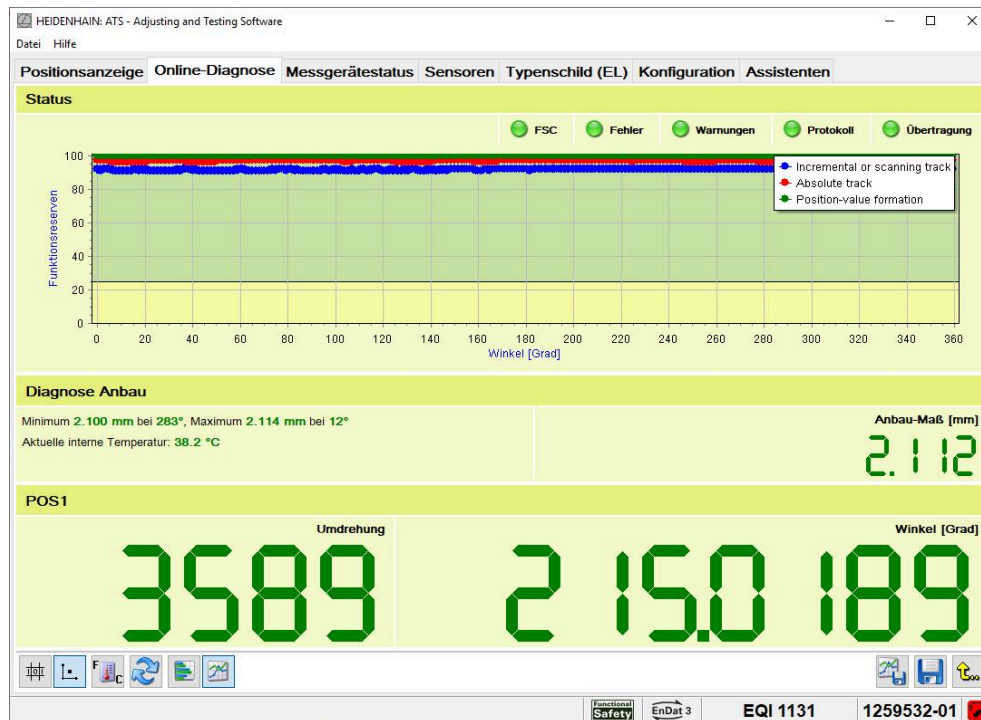 HEIDENHAIN: ATS - Adjusting and Testing Software
Datei Hilfe
Positionsanzeige Online-Diagnose Messgerätestatus Sensoren Typenschild (EL) Konfiguration Assistenten
Status
FSC Fehler Warnungen Protokoll Übertragung
Incremental or scanning track
Absolute track
Position-value formation
100
80
60
40
20
0
Funktionsreserven
0 20 40 60 80 100 120 140 160 180 200 220 240 260 280 300 320 340 360
Winkel [Grad]
Diagnose Anbau
Minimum 2.100 mm bei 283°, Maximum 2.114 mm bei 12°
Aktuelle interne Temperatur: 38.2 °C
Anbau-Maß [mm]
2.112
POS1
Umdrehung
3589
Winkel [Grad]
215.0189
F C
Functional Safety EnDat 3 EQI 1131 1259532-01